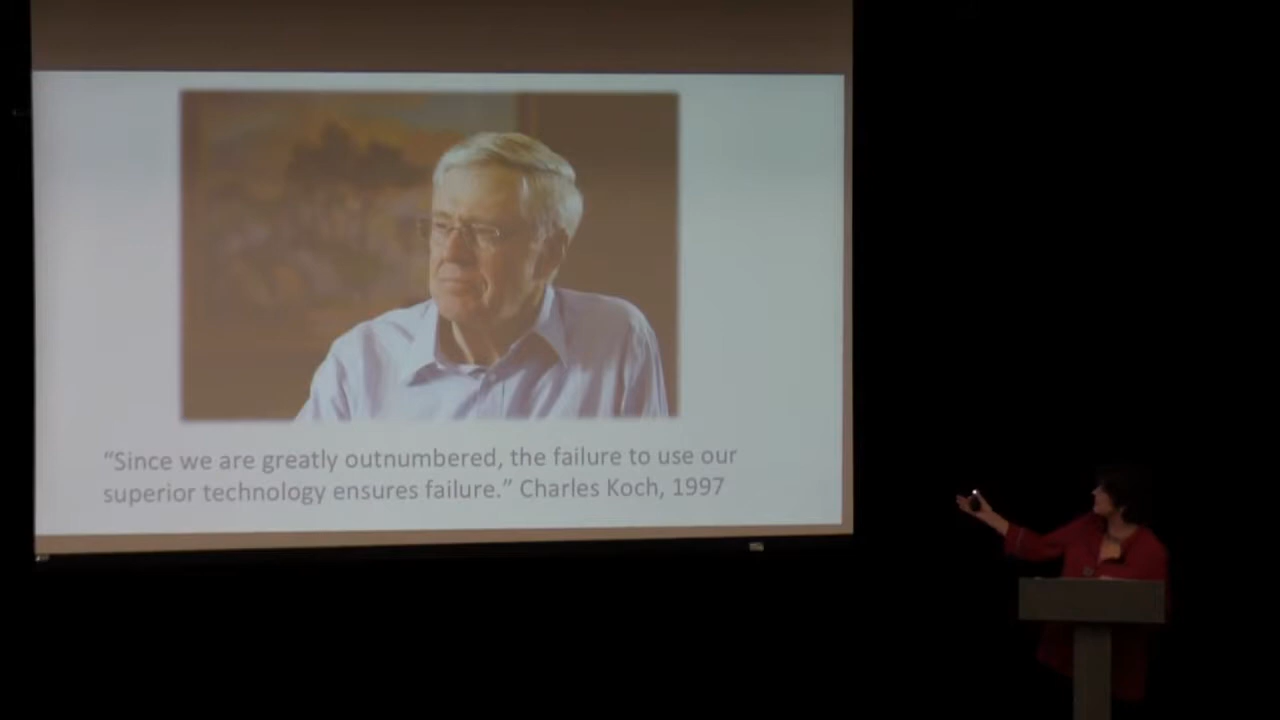 “Since we are greatly outnumbered, the failure to use our
superior technology ensures failure.” Charles Koch, 1997